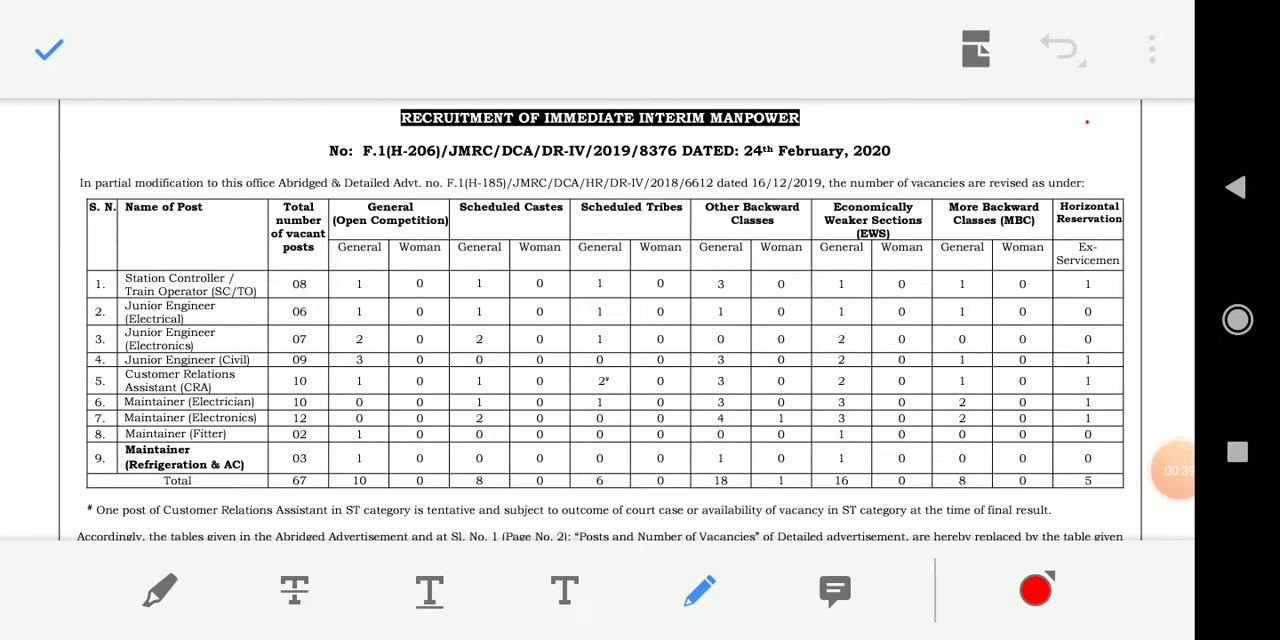 RECRUITMENT OF IMMEDIATE INTERIM MANPOWER
No: F.1(H-206)/JMRC/DCA/DR-IV/2019/8376 DATED: 24th February, 2020
In partial modification to this office Abridged & Detailed Advt. no. F.1(H-185)/JMRC/DCA/HR/DR-IV/2018/6612 dated 16/12/2019, the number of vacancies are revised as under:
S. N. Name of Post Total number of vacant posts General (Open Competition) Scheduled Castes Scheduled Tribes Other Backward Classes Economically Weaker Sections (EWS) More Backward Classes (MBC) Horizontal Reservation
General Woman General Woman General Woman General Woman General Woman General Woman Ex-Servicemen
1. Station Controller / Train Operator (SC/TO) 08 1 0 1 0 1 0 3 0 1 0 1 0 1
2. Junior Engineer (Electrical) 06 1 0 1 0 1 0 1 0 1 0 1 0 0
3. Junior Engineer (Electronics) 07 2 0 2 0 1 0 0 0 2 0 0 0 0
4. Junior Engineer (Civil) 09 3 0 0 0 0 0 3 0 2 0 1 0 1
5. Customer Relations Assistant (CRA) 10 1 0 1 0 2# 0 3 0 2 0 1 0 1
6. Maintainer (Electrician) 10 0 0 1 0 1 0 3 0 3 0 2 0 1
7. Maintainer (Electronics) 12 0 0 2 0 0 0 4 1 3 0 2 0 1
8. Maintainer (Fitter) 02 1 0 0 0 0 0 0 0 1 0 0 0 0
9. Maintainer (Refrigeration & AC) 03 1 0 0 0 0 0 1 0 1 0 0 0 0
Total 67 10 0 8 0 6 0 18 1 16 0 8 0 5
# One post of Customer Relations Assistant in ST category is tentative and subject to outcome of court case or availability of vacancy in ST category at the time of final result.
Accordingly, the tables given in the Abridged Advertisement and at Sl. No. 1 (Page No. 2): “Posts and Number of Vacancies” of Detailed advertisement, are hereby replaced by the table given
00:39
T T T